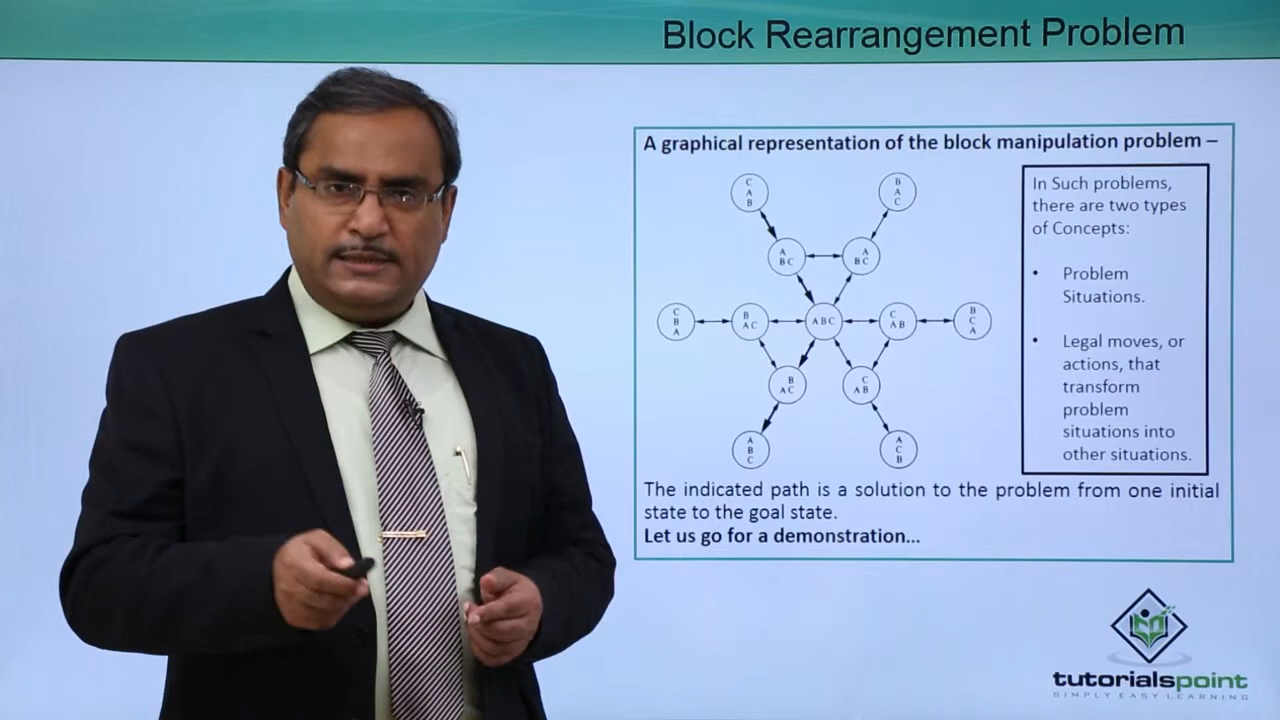 Block Rearrangement Problem
A graphical representation of the block manipulation problem –
C
A
B
B
A
C
A
B C
A
B C
C
B
A
B
A C
A B C
C
A B
B
C
A
B
A C
C
A B
A
B
C
A
C
B
In Such problems,
there are two types
of Concepts:
• Problem
Situations.
• Legal moves, or
actions, that
transform
problem
situations into
other situations.
The indicated path is a solution to the problem from one initial
state to the goal state.
Let us go for a demonstration...
tutorialspoint
SIMPLY EASY LEARNING